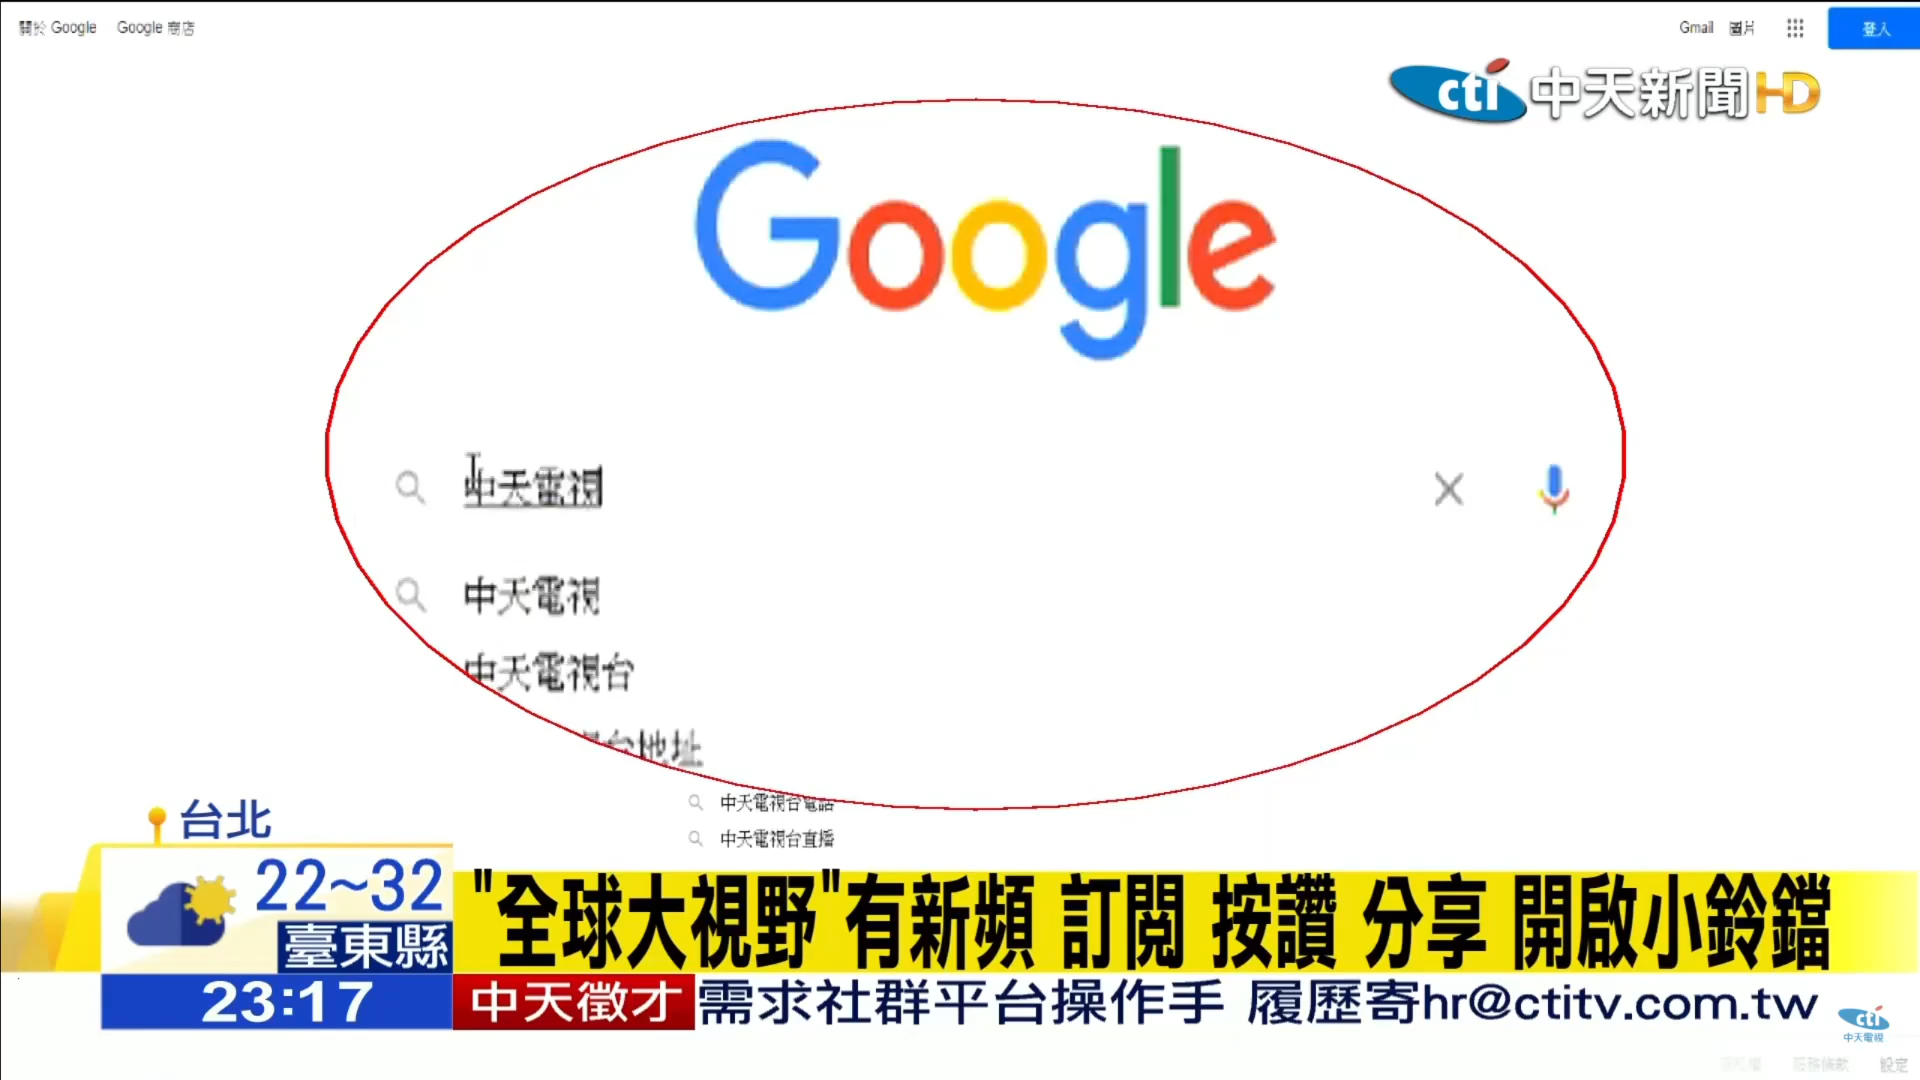 關於 Google Google 商店
Gmail 圖片 登入
cti 中天新聞HD
Google
中天電視
中天電視
中天電視台
台地址
中天電視台電話
中天電視台直播
台北
22~32
臺東縣
23:17
"全球大視野"有新頻 訂閱 按讚 分享 開啟小鈴鐺
中天徵才 需求社群平台操作手 履歷寄hr@ctitv.com.tw
cti
中天電視
服務條款 設定